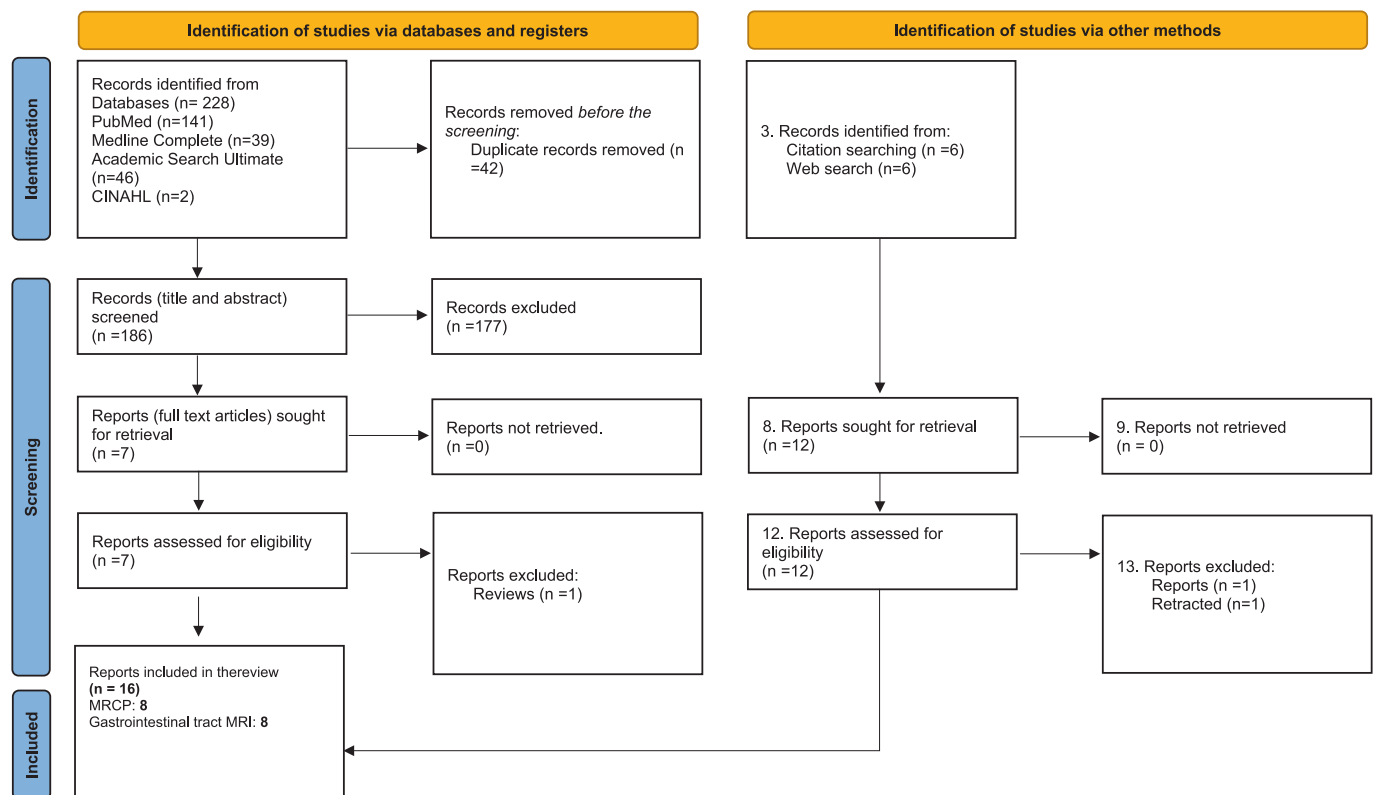 Identification of studies via databases and registers
Identification of studies via other methods
Identification
Records identified from
Databases (n= 228)
PubMed (n=141)
Medline Complete (n=39)
Academic Search Ultimate
(n=46)
CINAHL (n=2)
Records removed before the
screening:
Duplicate records removed (n
=42)
3. Records identified from:
Citation searching (n =6)
Web search (n=6)
Screening
Records (title and abstract)
screened
(n =186)
Records excluded
(n =177)
Reports (full text articles) sought
for retrieval
(n =7)
Reports not retrieved.
(n =0)
8. Reports sought for retrieval
(n =12)
9. Reports not retrieved
(n = 0)
Reports assessed for eligibility
(n =7)
Reports excluded:
Reviews (n =1)
12. Reports assessed for
eligibility
(n =12)
13. Reports excluded:
Reports (n =1)
Retracted (n=1)
Included
Reports included in thereview
(n = 16)
MRCP: 8
Gastrointestinal tract MRI: 8